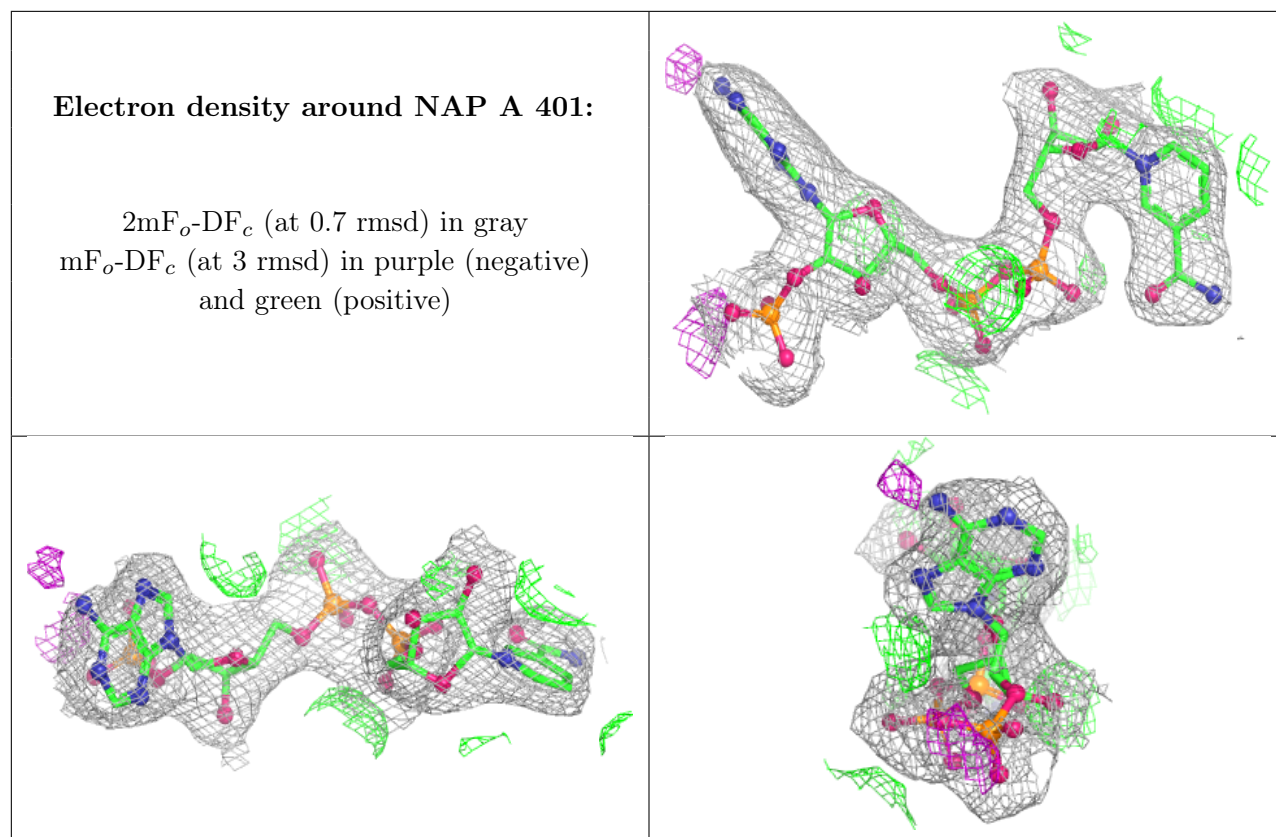 Electron density around NAP A 401:
2mFₒ-DF𝒸 (at 0.7 rmsd) in gray
mFₒ-DF𝒸 (at 3 rmsd) in purple (negative)
and green (positive)